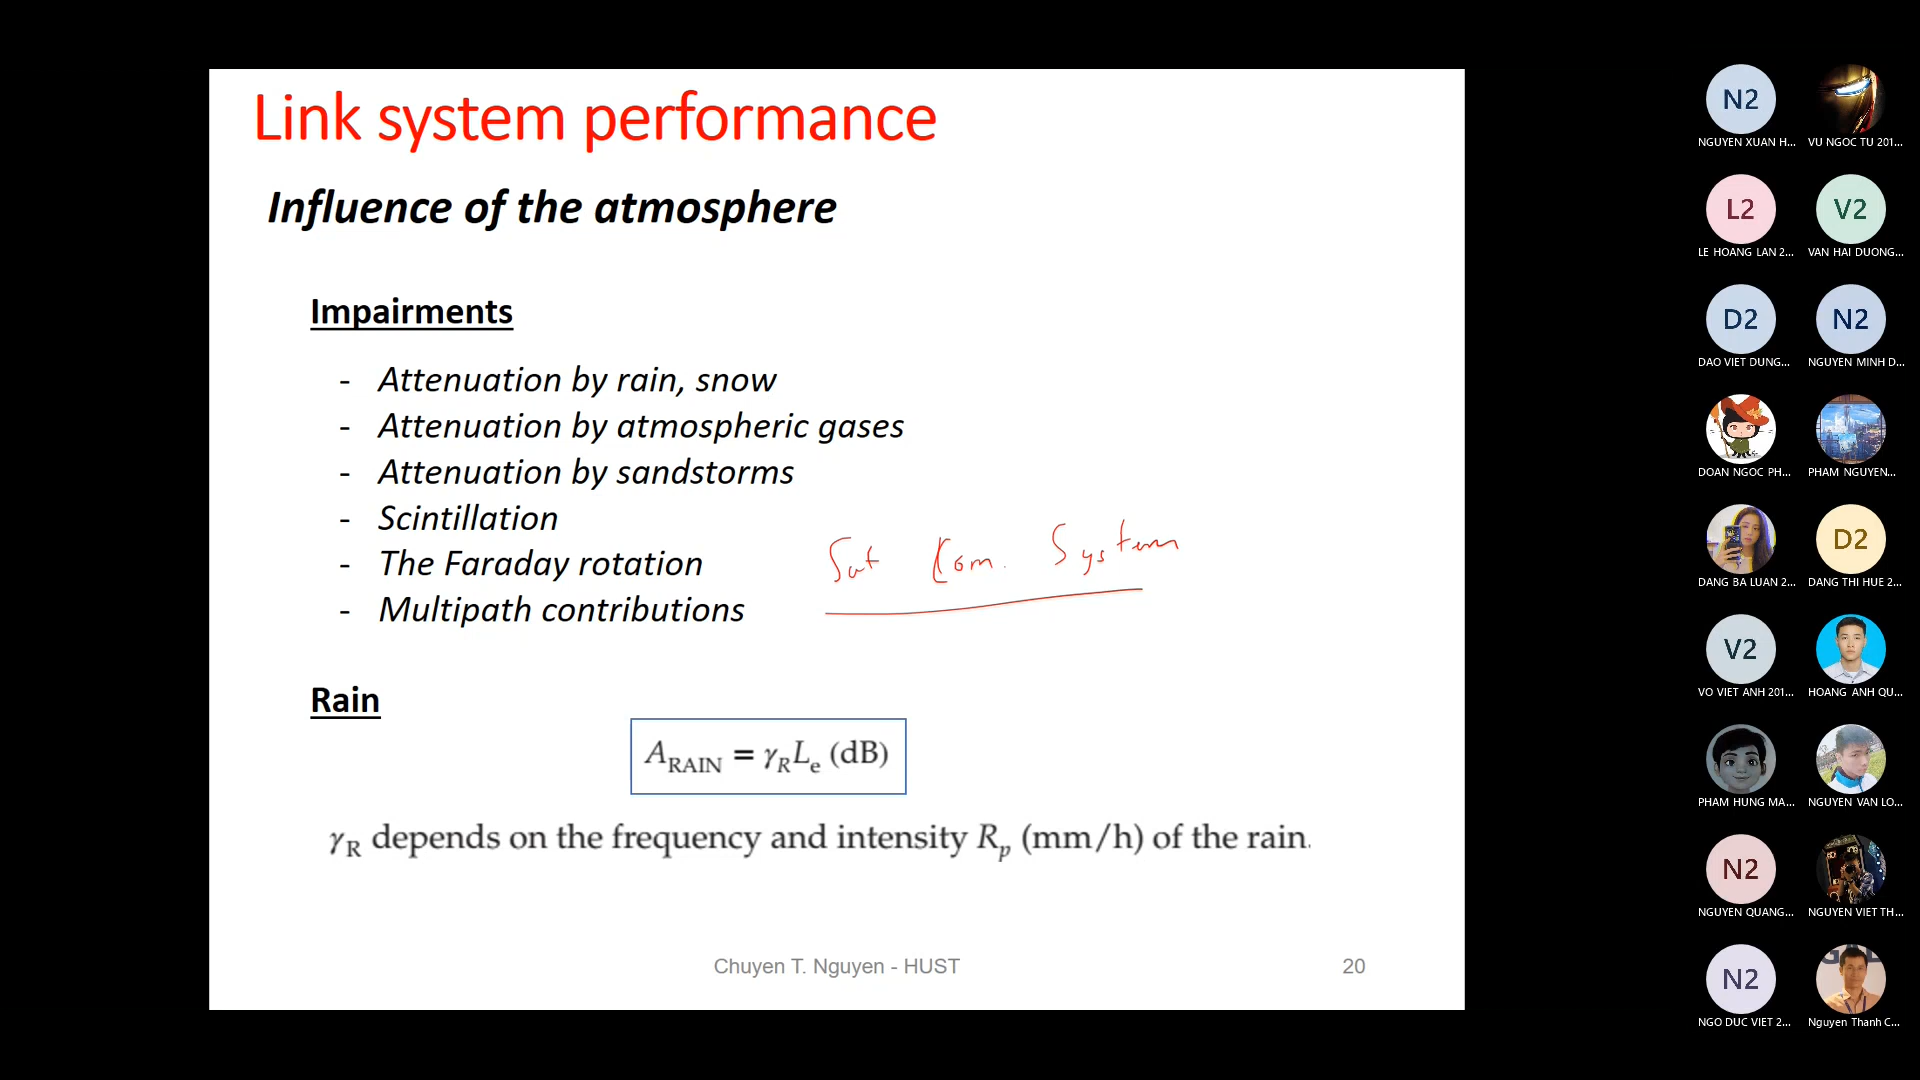 Link system performance
Influence of the atmosphere
Impairments
- Attenuation by rain, snow
- Attenuation by atmospheric gases
- Attenuation by sandstorms
- Scintillation
- The Faraday rotation
- Multipath contributions
Sat Com. System
Rain
A_RAIN = γ_R L_e (dB)
γ_R depends on the frequency and intensity R_p (mm/h) of the rain.
Chuyen T. Nguyen - HUST
20
N2
NGUYEN XUAN H...
VU NGOC TU 201...
L2
LE HOANG LAN 2...
V2
VAN HAI DUONG...
D2
DAO VIET DUNG...
N2
NGUYEN MINH D...
DOAN NGOC PH...
PHAM NGUYEN...
DANG BA LUAN 2...
D2
DANG THI HUE 2...
V2
VO VIET ANH 201...
HOANG ANH QU...
PHAM HUNG MA...
NGUYEN VAN LO...
N2
NGUYEN QUANG...
NGUYEN VIET TH...
N2
NGO DUC VIET 2...
Nguyen Thanh C...